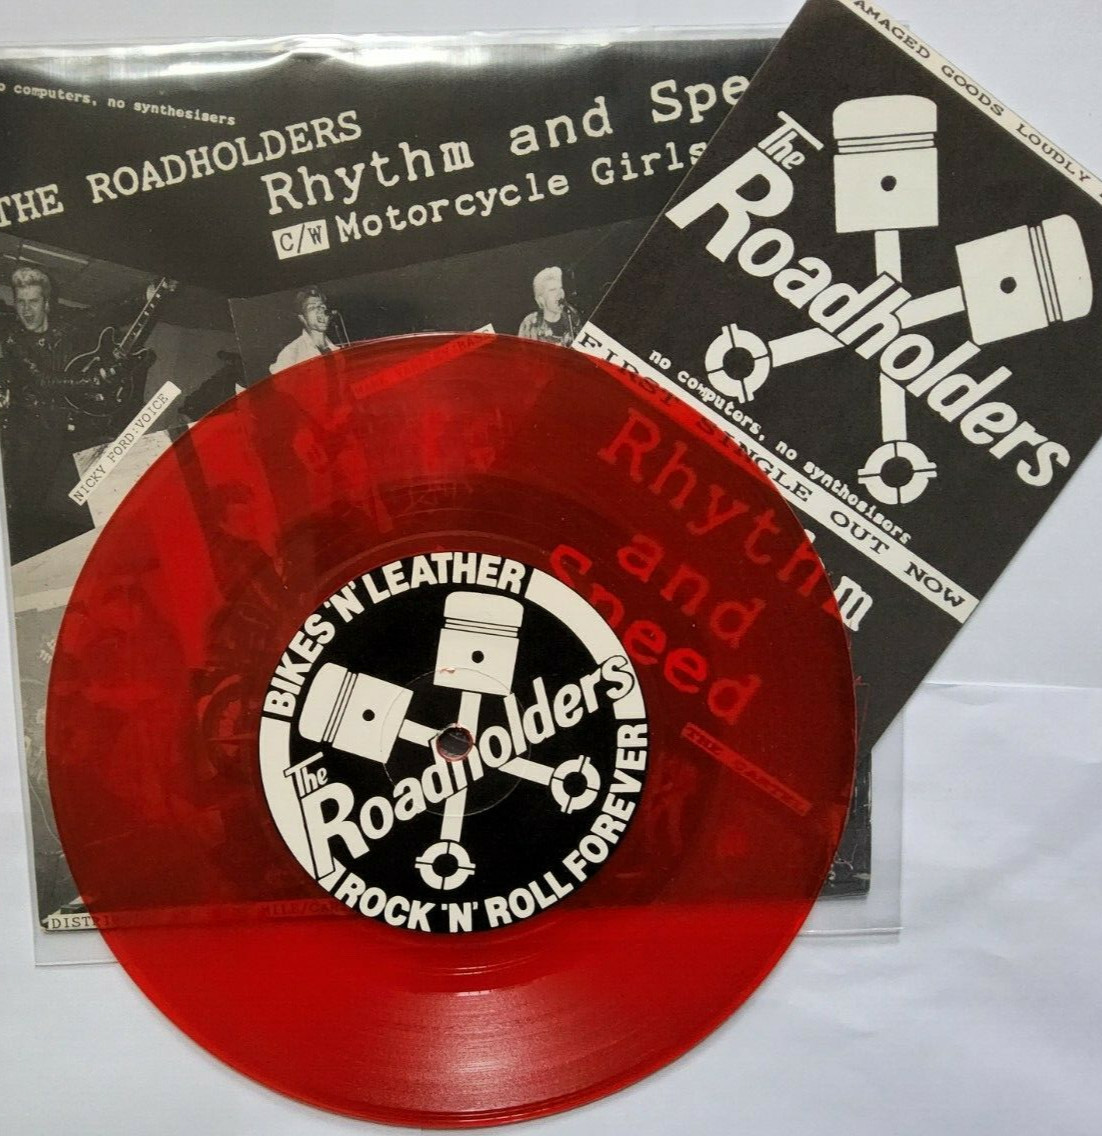 computers, no synthesisers
THE ROADHOLDERS
Rhythm and Spe
C/W Motorcycle Girls
NICKY FORD:VOICE
AMAGED GOODS LOUDLY
The
Roadholders
no computers, no synthesisers
FIRST SINGLE OUT NOW
Rhythm
and
Speed
BIKES 'N' LEATHER
The
Roadholders
ROCK 'N' ROLL FOREVER
DISTRI